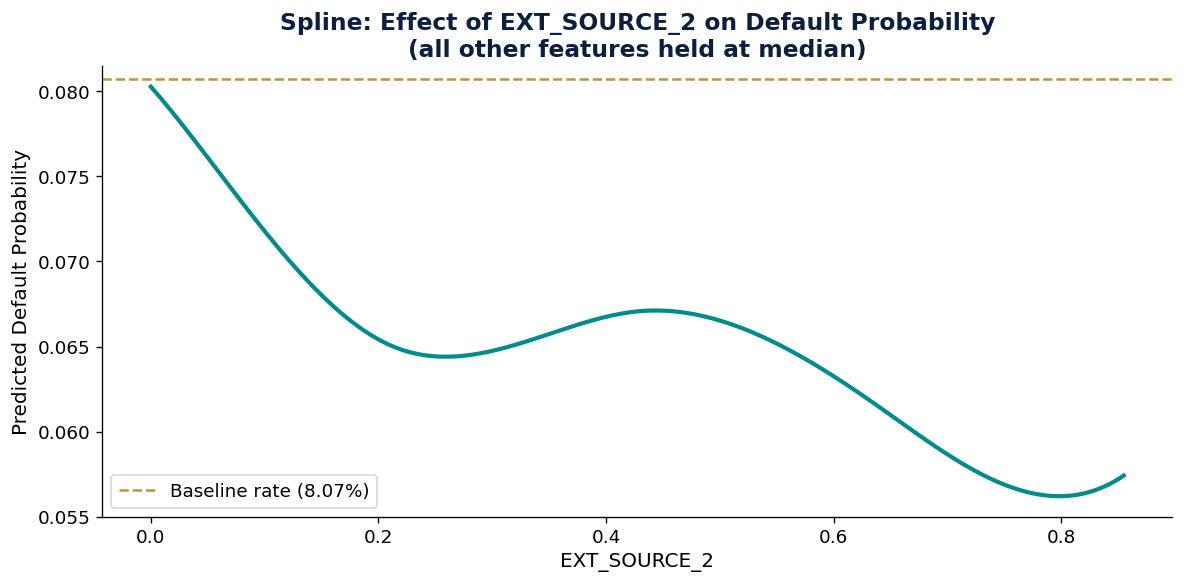 Spline: Effect of EXT_SOURCE_2 on Default Probability
(all other features held at median)
Predicted Default Probability
0.080
0.075
0.070
0.065
0.060
0.055
Baseline rate (8.07%)
0.0
0.2
0.4
0.6
0.8
EXT_SOURCE_2